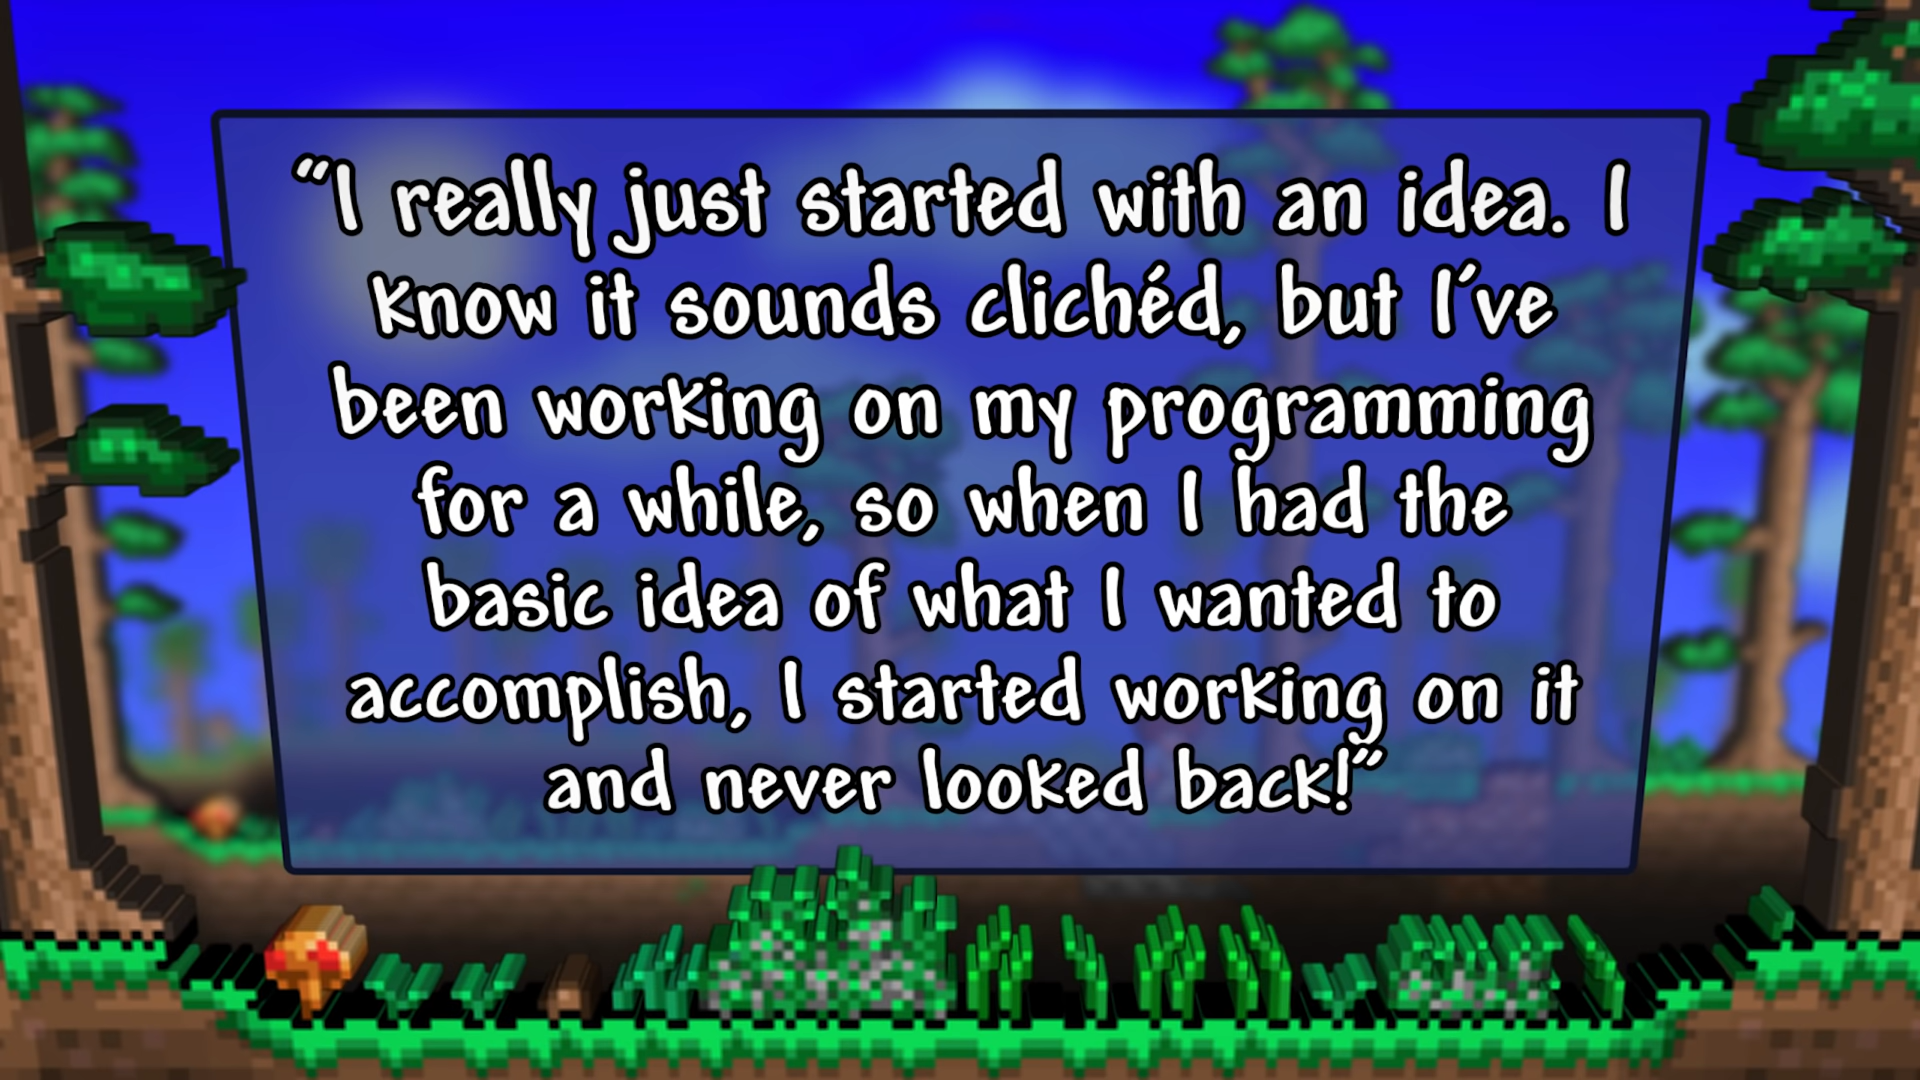 “I really just started with an idea. I
know it sounds clichéd, but I've
been working on my programming
for a while, so when I had the
basic idea of what I wanted to
accomplish, I started working on it
and never looked back!”